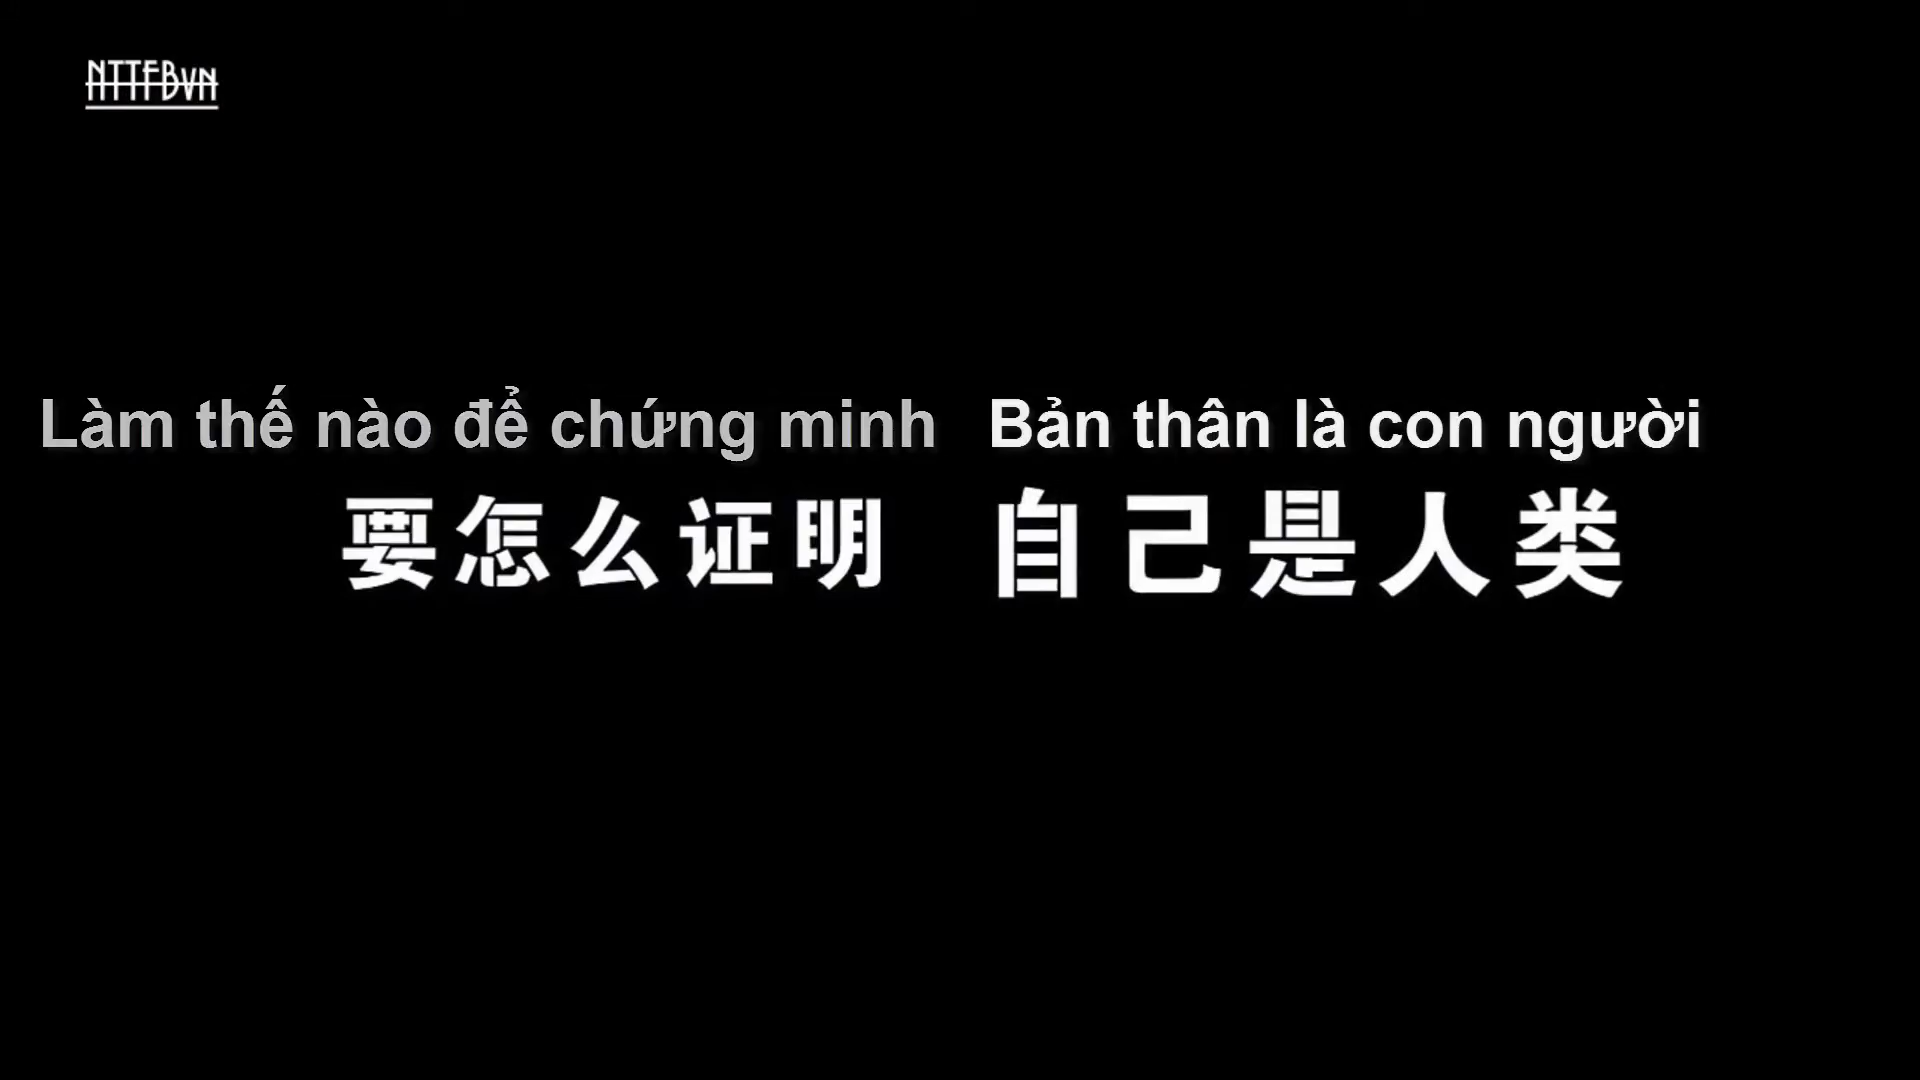 NTTFBVN
Làm thế nào để chứng minh Bản thân là con người
要怎么证明 自己是人类